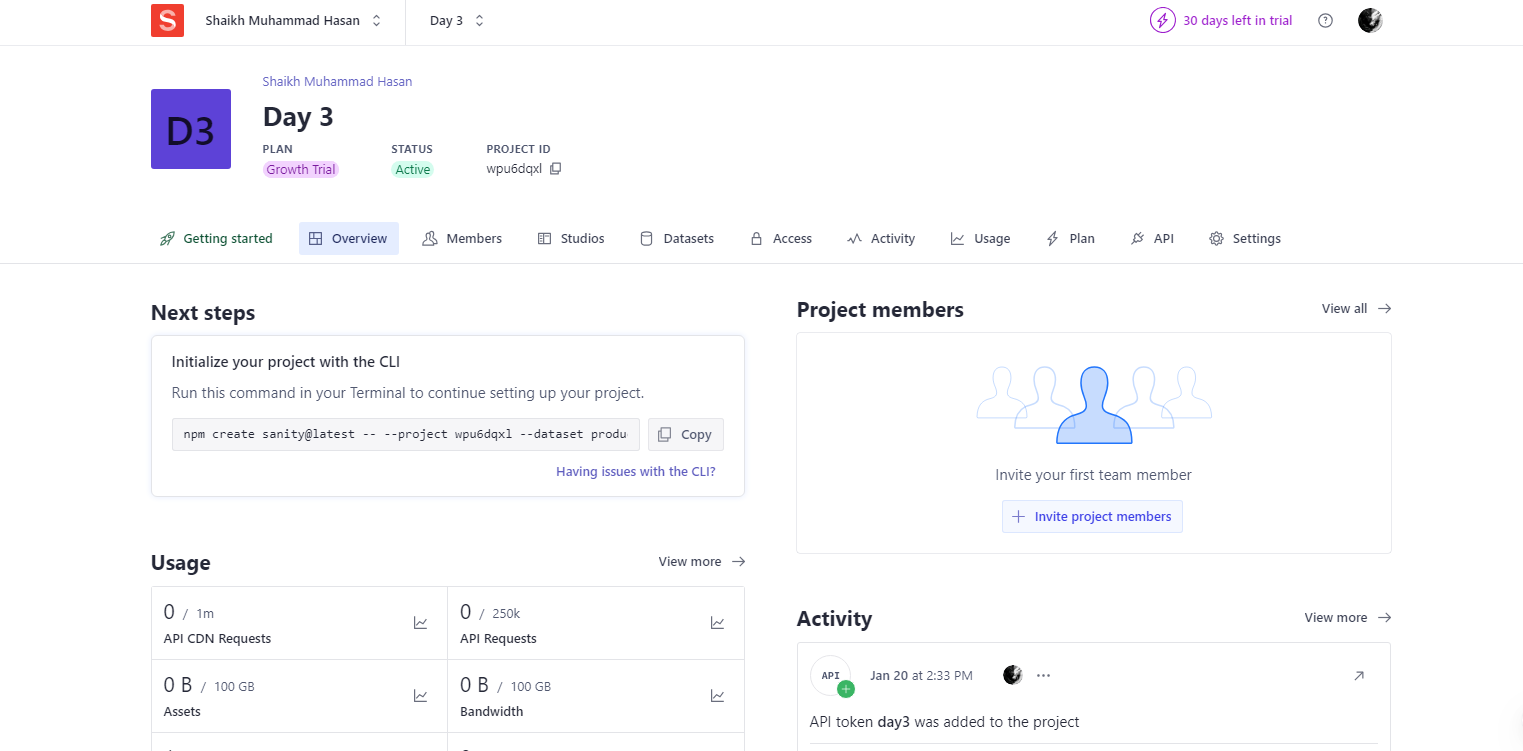 S Shaikh Muhammad Hasan Day 3 30 days left in trial
Shaikh Muhammad Hasan
D3
Day 3
PLAN STATUS PROJECT ID
Growth Trial Active wpu6dqxl
Getting started Overview Members Studios Datasets Access Activity Usage Plan API Settings
Next steps
Initialize your project with the CLI
Run this command in your Terminal to continue setting up your project.
npm create sanity@latest -- --project wpu6dqxl --dataset produ
Copy
Having issues with the CLI?
Project members
View all
Invite your first team member
Invite project members
Usage
View more
0 / 1m
API CDN Requests
0 / 250k
API Requests
0 B / 100 GB
Assets
0 B / 100 GB
Bandwidth
Activity
View more
API Jan 20 at 2:33 PM
API token day3 was added to the project